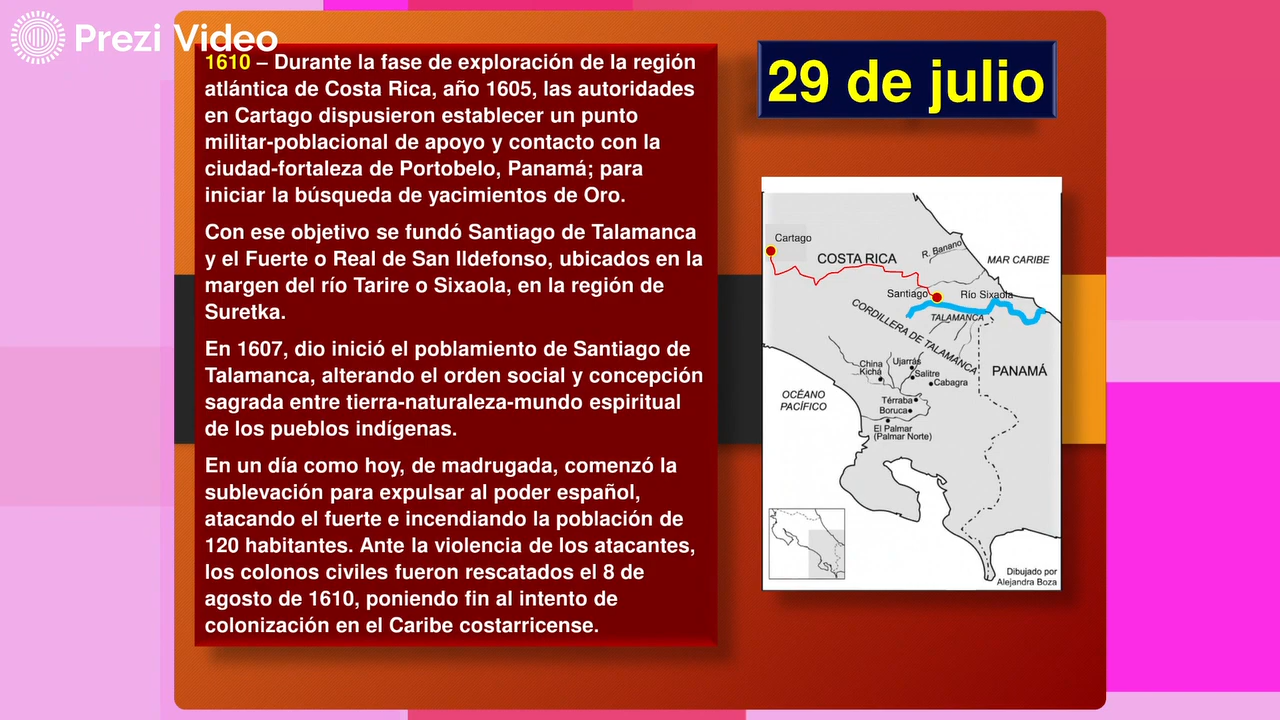 Prezi Video
1610 – Durante la fase de exploración de la región
atlántica de Costa Rica, año 1605, las autoridades
en Cartago dispusieron establecer un punto
militar-poblacional de apoyo y contacto con la
ciudad-fortaleza de Portobelo, Panamá; para
iniciar la búsqueda de yacimientos de Oro.
Con ese objetivo se fundó Santiago de Talamanca
y el Fuerte o Real de San Ildefonso, ubicados en la
margen del río Tarire o Sixaola, en la región de
Suretka.
En 1607, dio inició el poblamiento de Santiago de
Talamanca, alterando el orden social y concepción
sagrada entre tierra-naturaleza-mundo espiritual
de los pueblos indígenas.
En un día como hoy, de madrugada, comenzó la
sublevación para expulsar al poder español,
atacando el fuerte e incendiando la población de
120 habitantes. Ante la violencia de los atacantes,
los colonos civiles fueron rescatados el 8 de
agosto de 1610, poniendo fin al intento de
colonización en el Caribe costarricense.
29 de julio
Cartago
COSTA RICA
R. Banano
MAR CARIBE
Santiago
Río Sixaola
TALAMANCA
CORDILLERA DE TALAMANCA
PANAMÁ
China
Kichá
Ujarrás
Salitre
Cabagra
OCÉANO
PACÍFICO
Térraba
Boruca
El Palmar
(Palmar Norte)
Dibujado por
Alejandra Boza